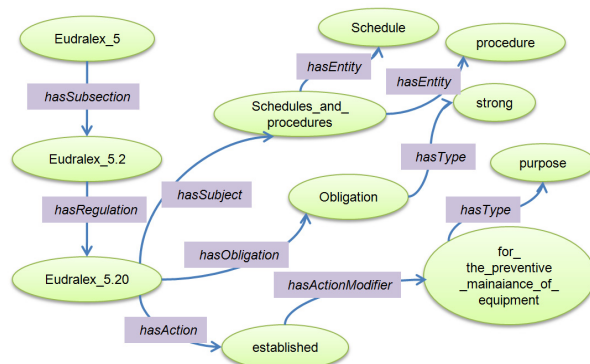 Eudralex_5
Schedule
procedure
hasEntity
hasEntity
hasSubsection
Schedules_and_
procedures
strong
Eudralex_5.2
hasType
purpose
hasRegulation
hasSubject
Obligation
hasType
hasObligation
for_
the_preventive
_mainaiance_of_
equipment
Eudralex_5.20
hasActionModifier
hasAction
established